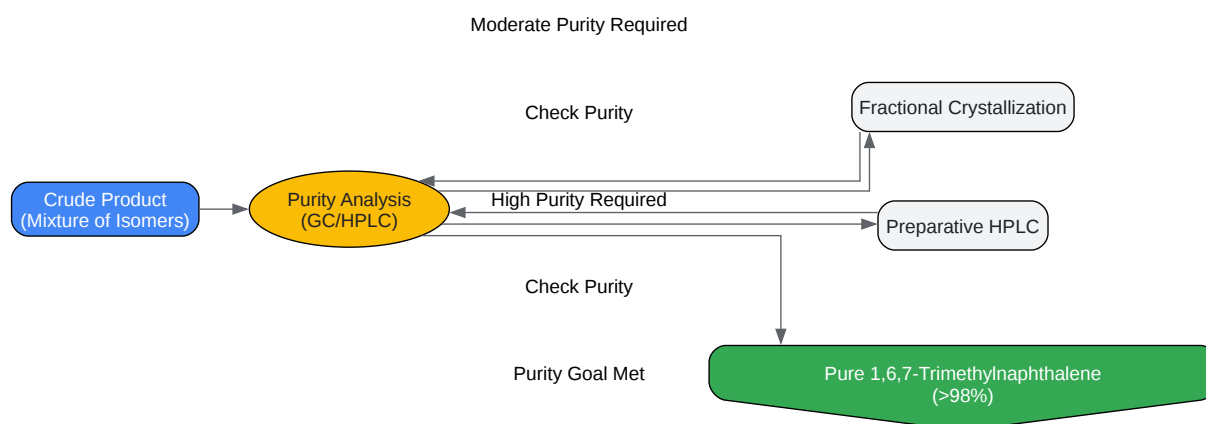 Moderate Purity Required
Check Purity
Fractional Crystallization
Crude Product
(Mixture of Isomers)
Purity Analysis
(GC/HPLC)
High Purity Required
Preparative HPLC
Check Purity
Purity Goal Met
Pure 1,6,7-Trimethylnaphthalene
(>98%)